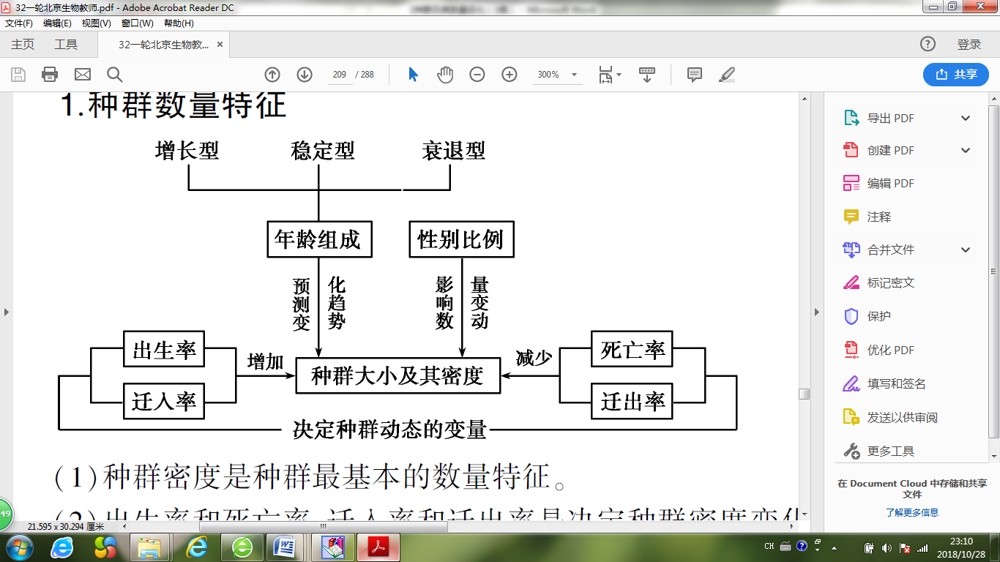 32一轮北京生物教师.pdf - Adobe Acrobat Reader DC
文件(F) 编辑(E) 视图(V) 窗口(W) 帮助(H)
主页 工具 32一轮北京生物教... × 登录
209 / 288 300% 共享
1.种群数量特征
增长型 稳定型 衰退型
年龄组成 性别比例
预测变 化趋势 影响数 量变动
出生率 死亡率
增加 种群大小及其密度 减少
迁入率 迁出率
决定种群动态的变量
(1)种群密度是种群最基本的数量特征。
(2)出生率和死亡率、迁入率和迁出率是决定种群密度变化
导出 PDF
创建 PDF
编辑 PDF
注释
合并文件
标记密文
保护
优化 PDF
填写和签名
发送以供审阅
更多工具
在 Document Cloud 中存储和共享
文件
了解更多信息
49
21.595 x 30.294 厘米
CH
23:10
2018/10/28